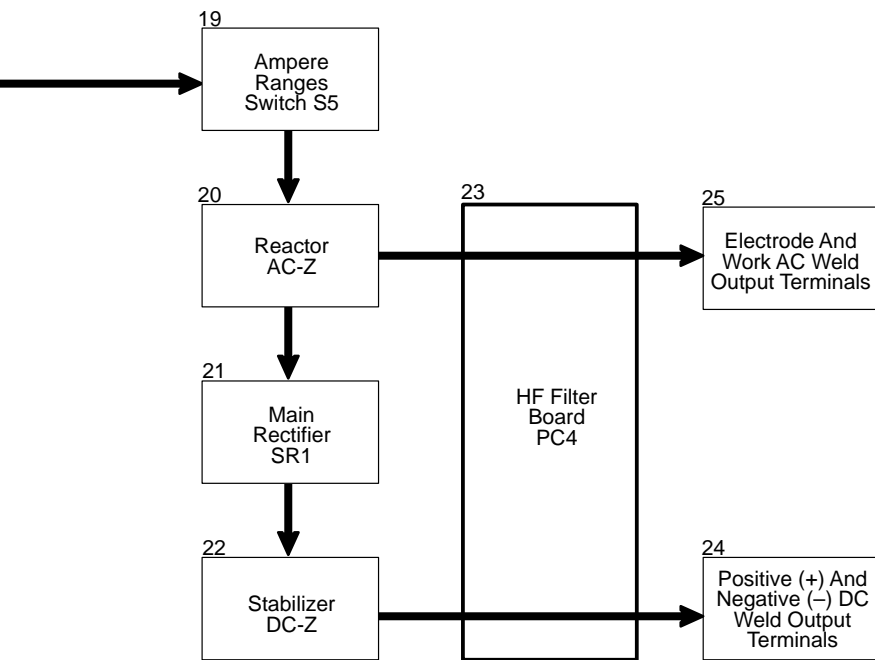 19
Ampere
Ranges
Switch S5
20
Reactor
AC-Z
23
HF Filter
Board
PC4
25
Electrode And
Work AC Weld
Output Terminals
21
Main
Rectifier
SR1
22
Stabilizer
DC-Z
24
Positive (+) And
Negative (–) DC
Weld Output
Terminals